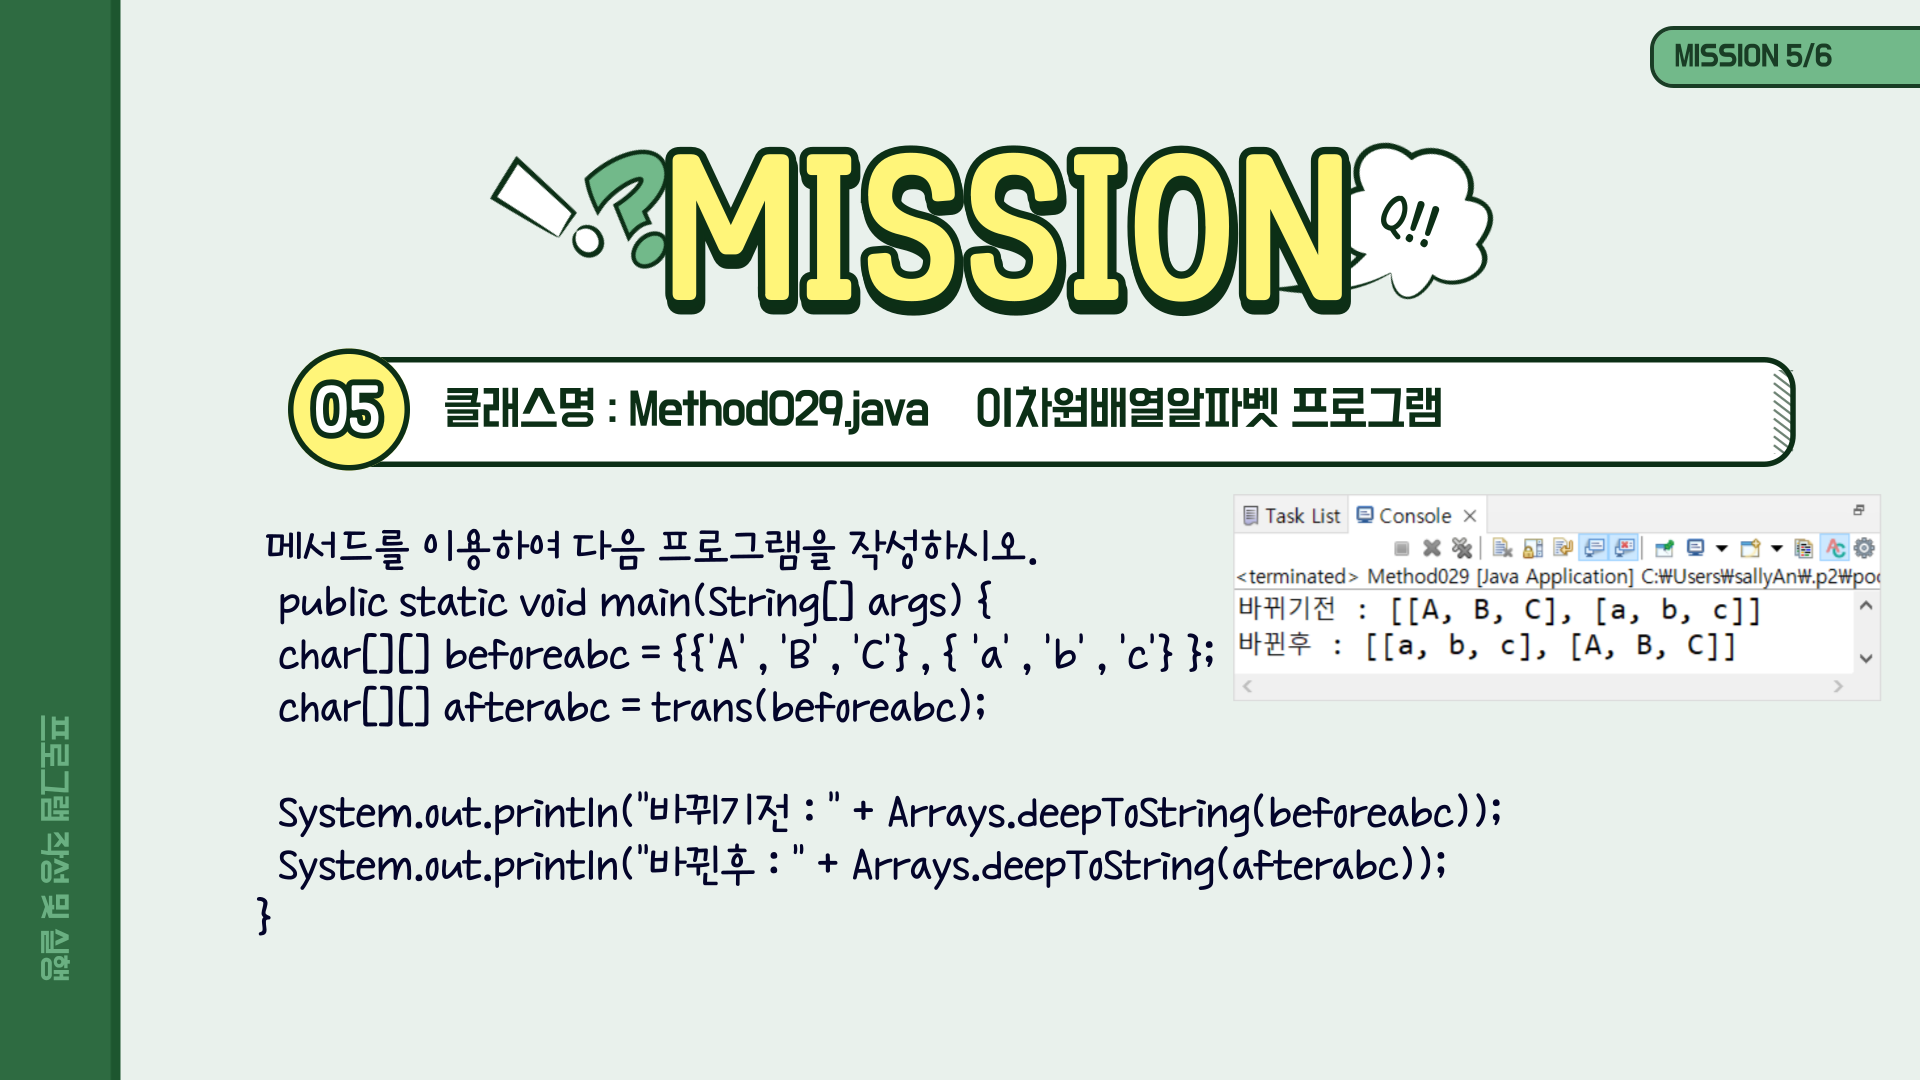 MISSION 5/6
!?MISSION
Q!!
05
클래스명 : Method029.java 이차원배열알파벳 프로그램
메서드를 이용하여 다음 프로그램을 작성하시오.
public static void main(String[] args) {
char[][] beforeabc = {{'A' , 'B' , 'C'} , { 'a' , 'b' , 'c'} };
char[][] afterabc = trans(beforeabc);
System.out.println("바뀌기전 : " + Arrays.deepToString(beforeabc));
System.out.println("바뀐후 : " + Arrays.deepToString(afterabc));
}
Task List Console
<terminated> Method029 [Java Application] C:₩Users₩sallyAn₩.p2₩poo
바뀌기전 : [[A, B, C], [a, b, c]]
바뀐후 : [[a, b, c], [A, B, C]]
프로그램 작성 및 실행